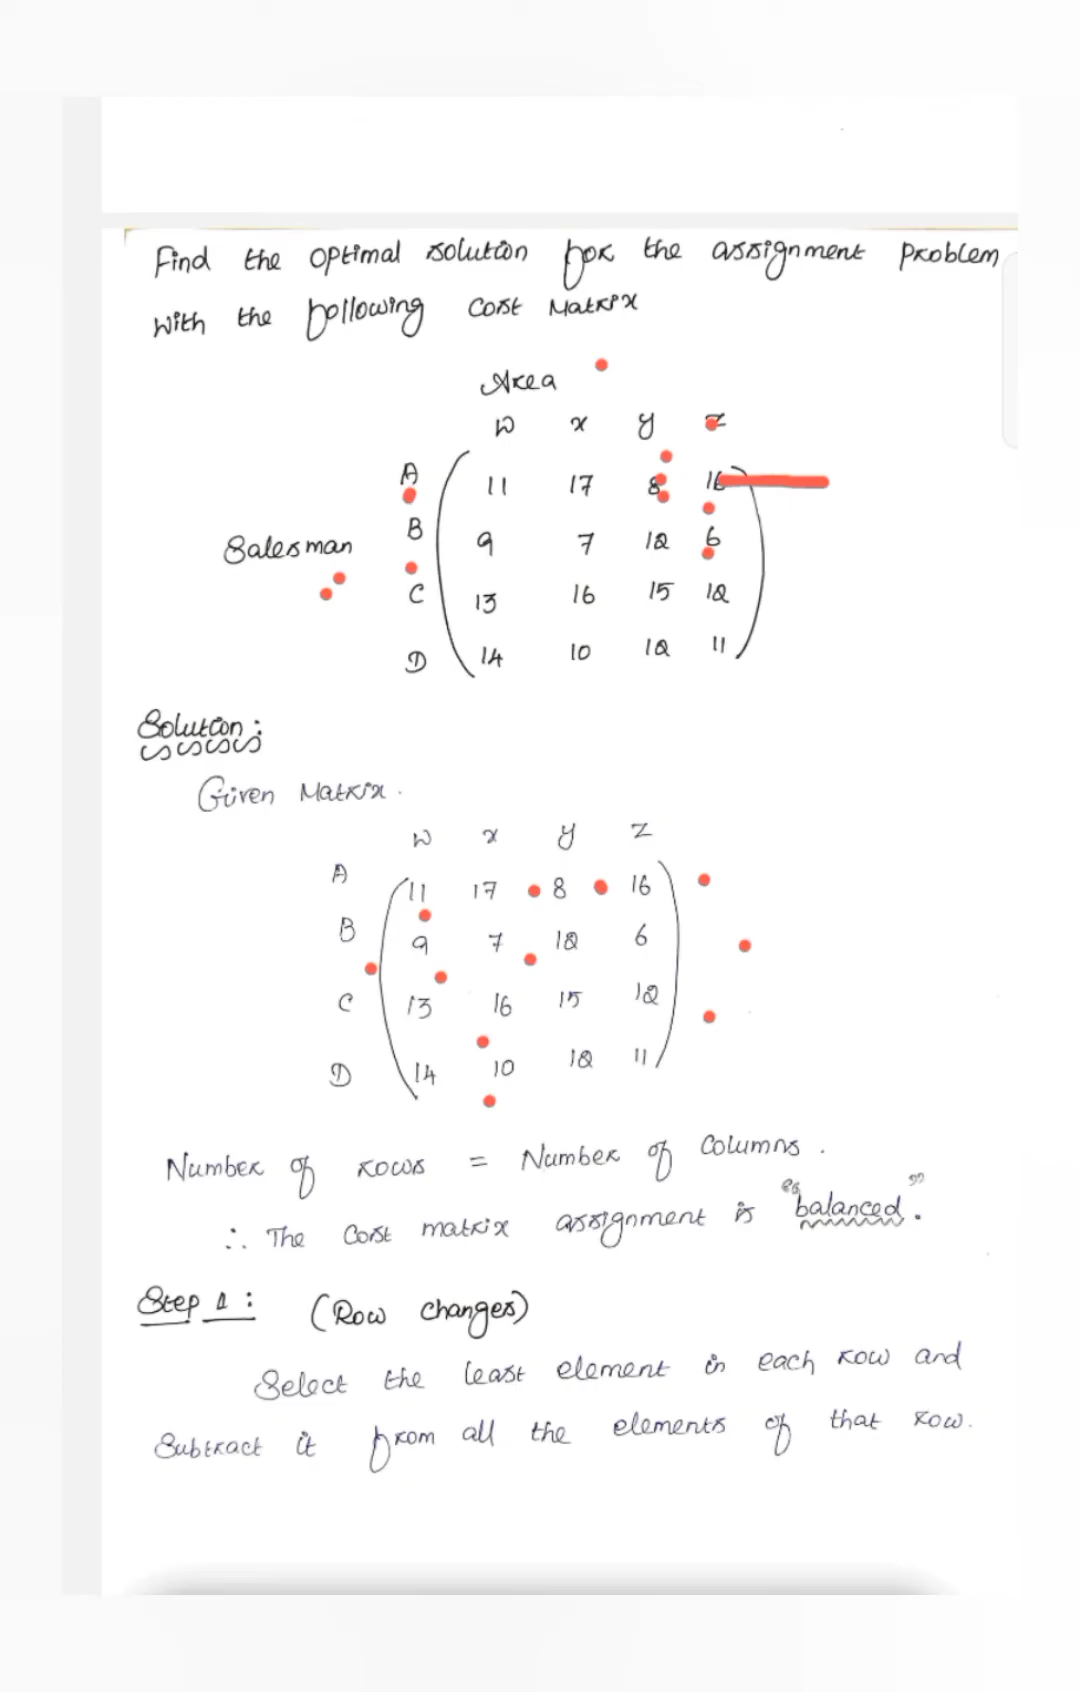 Find the optimal solution for the assignment problem
with the following Cost Matrix
Area
W x y Z
A 11 17 8 16
B 9 7 12 6
Salesman
C 13 16 15 12
D 14 10 12 11
Solution:
Given Matrix.
W x y Z
A 11 17 8 16
B 9 7 12 6
C 13 16 15 12
D 14 10 12 11
Number of rows = Number of Columns.
∴ The Cost matrix assignment is "balanced".
Step 1: (Row changes)
Select the least element in each row and
Subtract it from all the elements of that row.